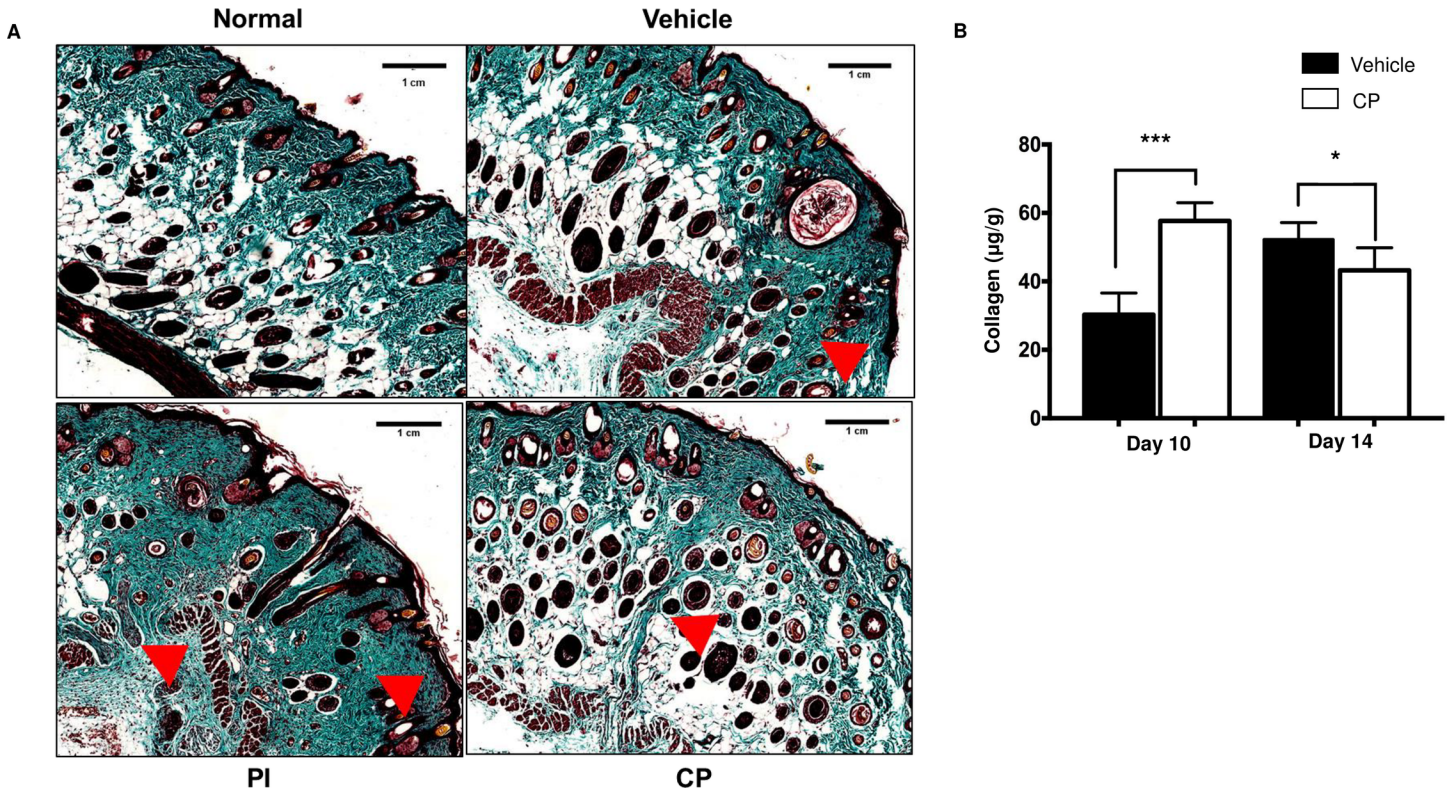 A
Normal
Vehicle
1 cm
1 cm
1 cm
1 cm
PI
CP
B
Vehicle
CP
Collagen (µg/g)
80
60
40
20
0
***
*
Day 10
Day 14